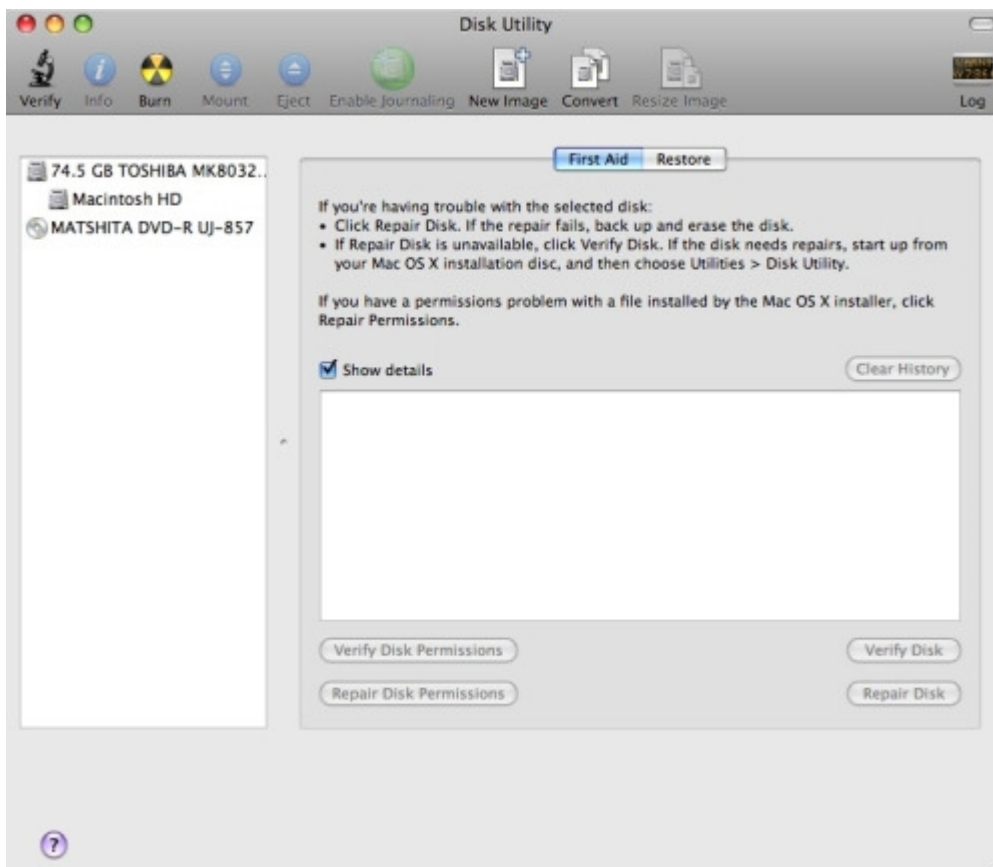 Disk Utility
Verify Info Burn Mount Eject Enable Journaling New Image Convert Resize Image Log
74.5 GB TOSHIBA MK8032..
Macintosh HD
MATSHITA DVD-R UJ-857
First Aid Restore
If you're having trouble with the selected disk:
• Click Repair Disk. If the repair fails, back up and erase the disk.
• If Repair Disk is unavailable, click Verify Disk. If the disk needs repairs, start up from
your Mac OS X installation disc, and then choose Utilities > Disk Utility.
If you have a permissions problem with a file installed by the Mac OS X installer, click
Repair Permissions.
Show details
Clear History
Verify Disk Permissions
Verify Disk
Repair Disk Permissions
Repair Disk
?